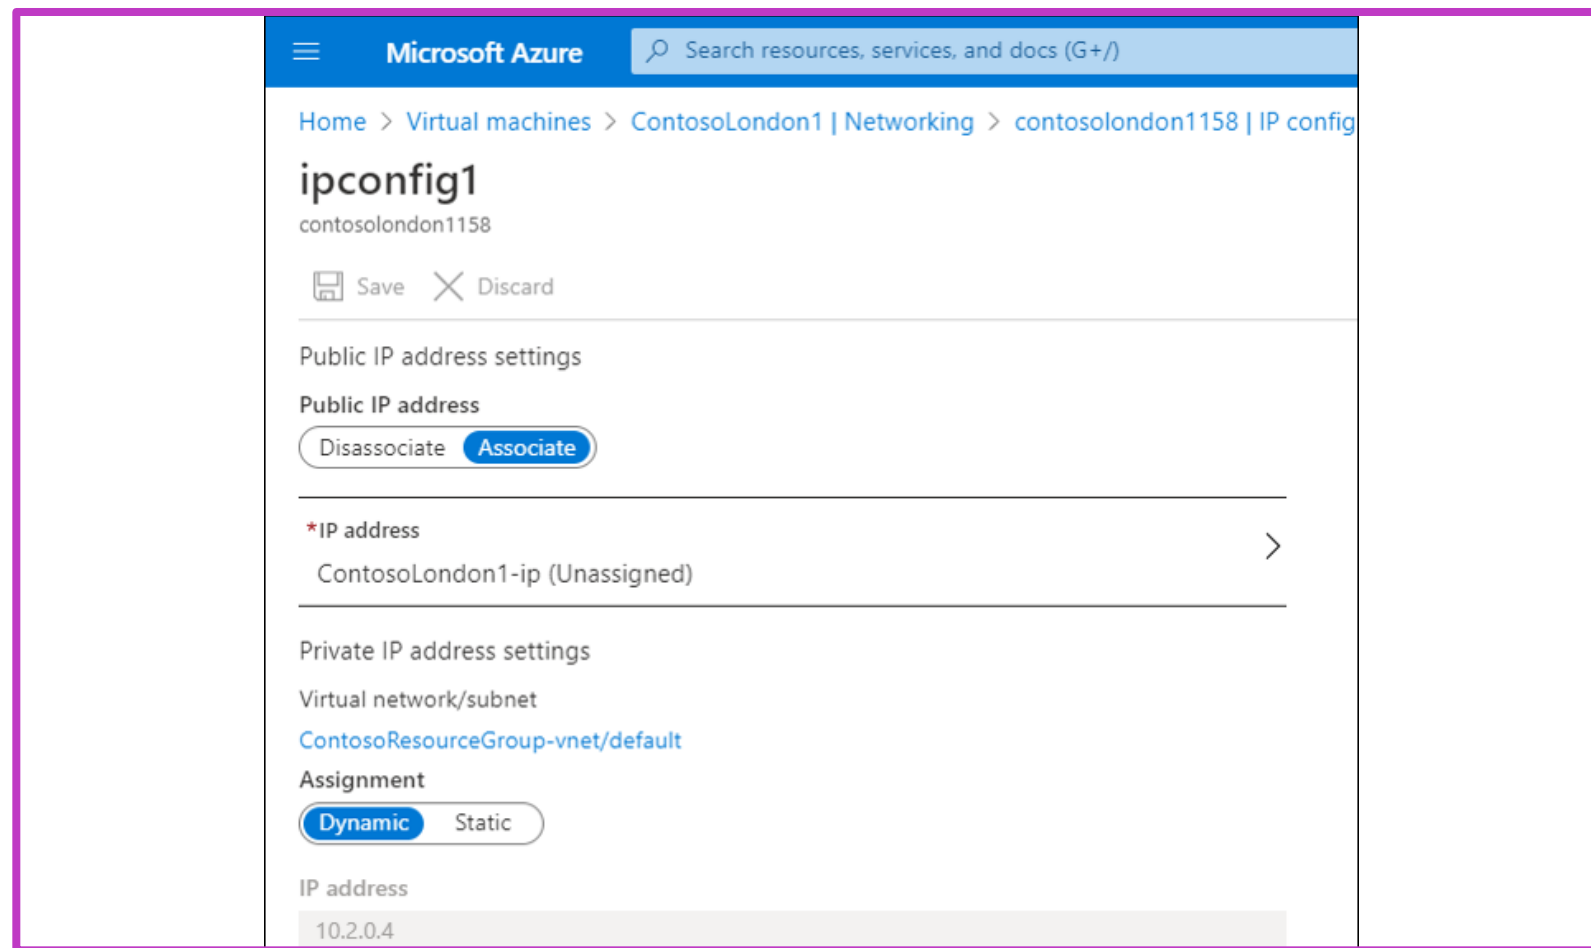 Microsoft Azure Search resources, services, and docs (G+/)
Home > Virtual machines > ContosoLondon1 | Networking > contosolondon1158 | IP config
ipconfig1
contosolondon1158
Save Discard
Public IP address settings
Public IP address
Disassociate Associate
*IP address
ContosoLondon1-ip (Unassigned)
Private IP address settings
Virtual network/subnet
ContosoResourceGroup-vnet/default
Assignment
Dynamic Static
IP address
10.2.0.4